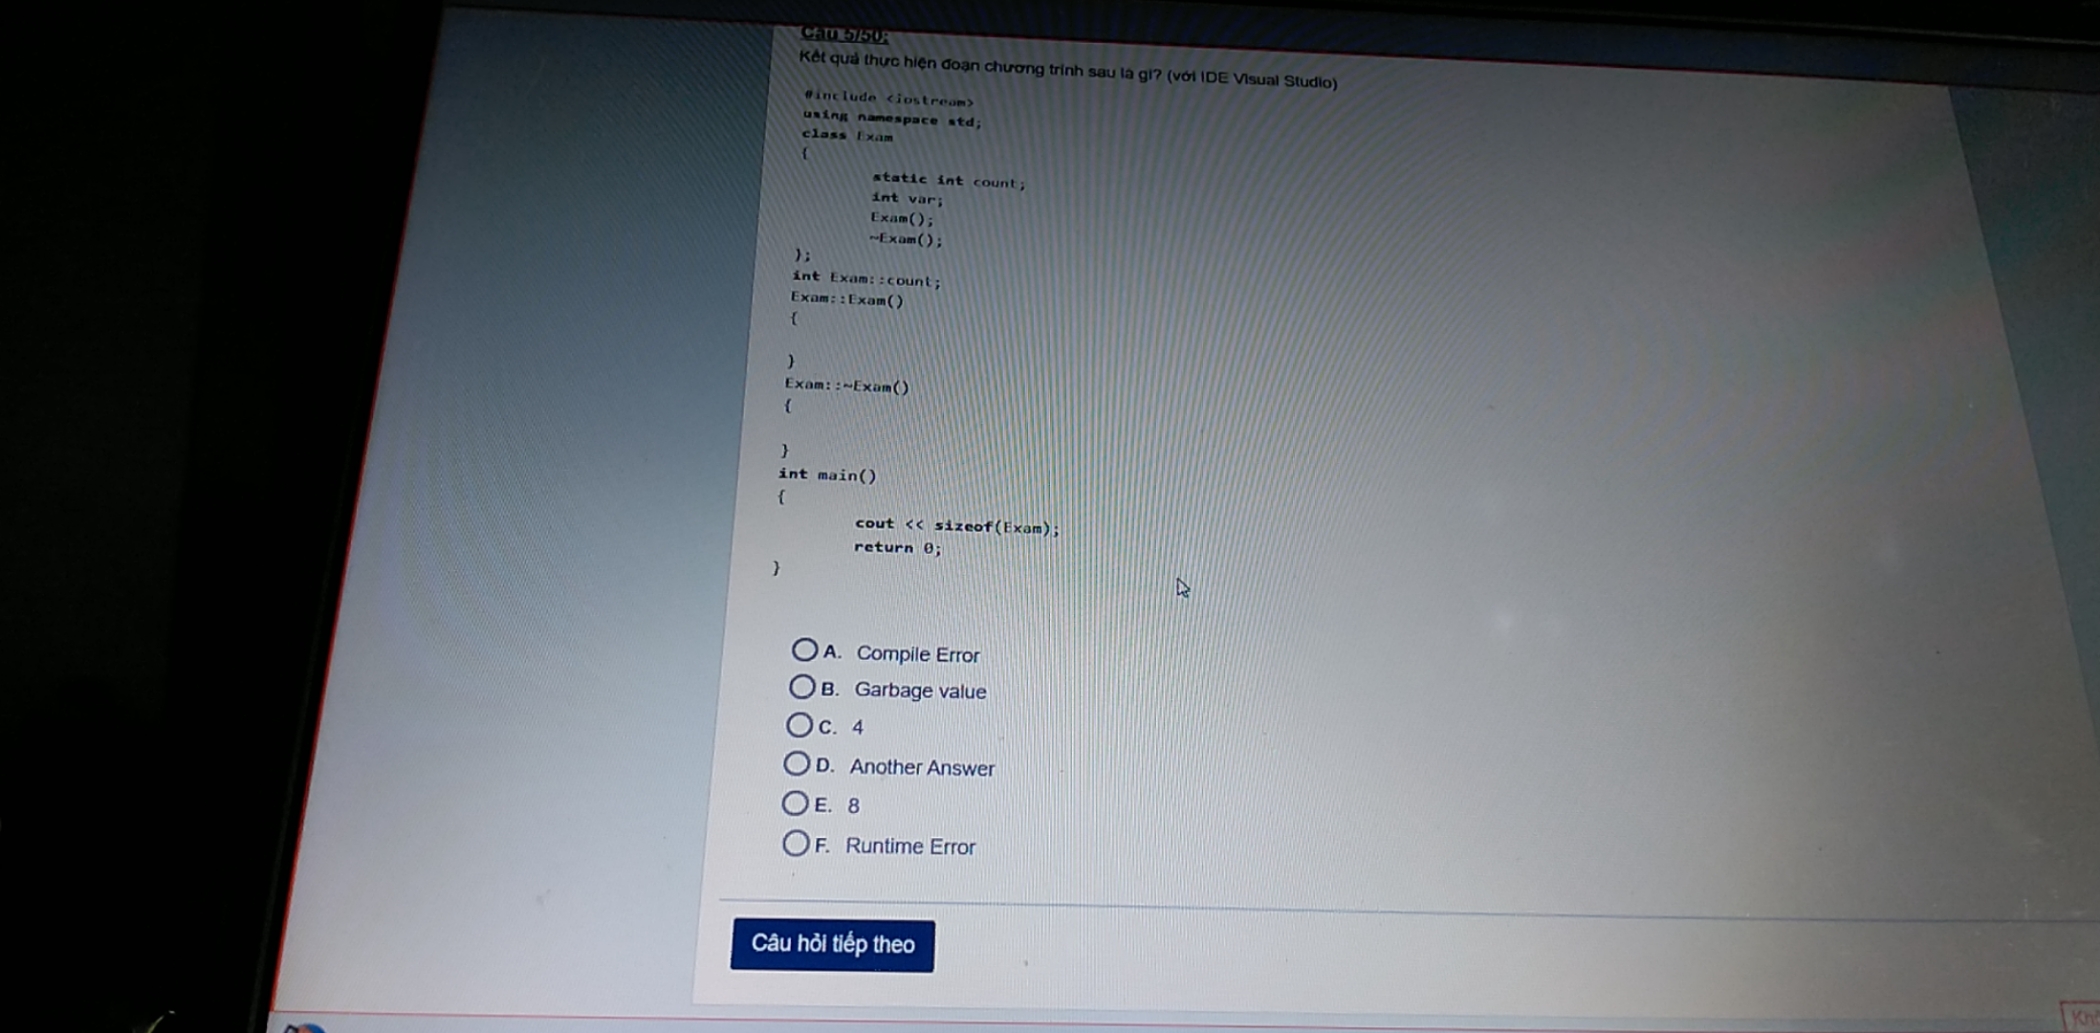 Câu 5/50:
Kết quả thực hiện đoạn chương trình sau là gì? (với IDE Visual Studio)
#include <iostream>
using namespace std;
class Exam
{
static int count;
int var;
Exam();
~Exam();
};
int Exam::count;
Exam::Exam()
{
}
Exam::~Exam()
{
}
int main()
{
cout << sizeof(Exam);
return 0;
}
A. Compile Error
B. Garbage value
C. 4
D. Another Answer
E. 8
F. Runtime Error
Câu hỏi tiếp theo